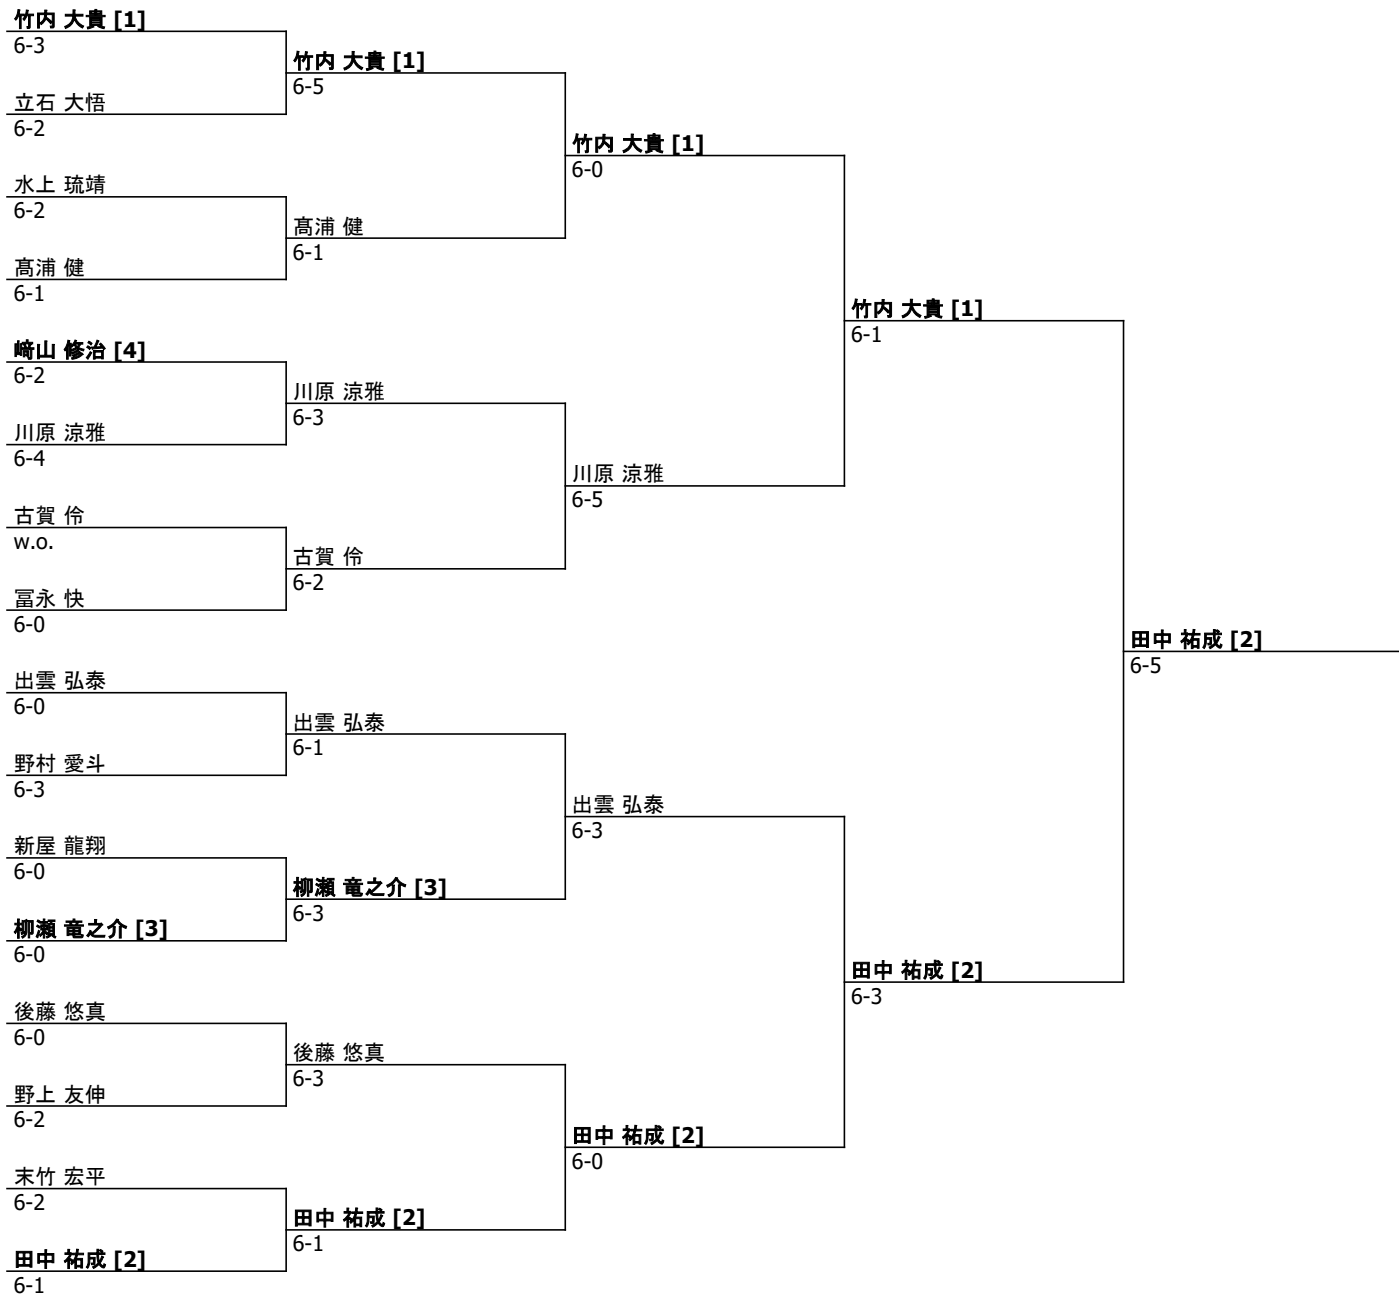 竹内 大貴 [1]
6-3
立石 大悟
6-2
水上 琉靖
6-2
髙浦 健
6-1
﨑山 修治 [4]
6-2
川原 涼雅
6-4
古賀 伶
w.o.
冨永 快
6-0
出雲 弘泰
6-0
野村 愛斗
6-3
新屋 龍翔
6-0
柳瀬 竜之介 [3]
6-0
後藤 悠真
6-0
野上 友伸
6-2
末竹 宏平
6-2
田中 祐成 [2]
6-1
竹内 大貴 [1]
6-5
髙浦 健
6-1
川原 涼雅
6-3
古賀 伶
6-2
出雲 弘泰
6-1
柳瀬 竜之介 [3]
6-3
後藤 悠真
6-3
田中 祐成 [2]
6-1
竹内 大貴 [1]
6-0
川原 涼雅
6-5
出雲 弘泰
6-3
田中 祐成 [2]
6-0
竹内 大貴 [1]
6-1
田中 祐成 [2]
6-3
田中 祐成 [2]
6-5